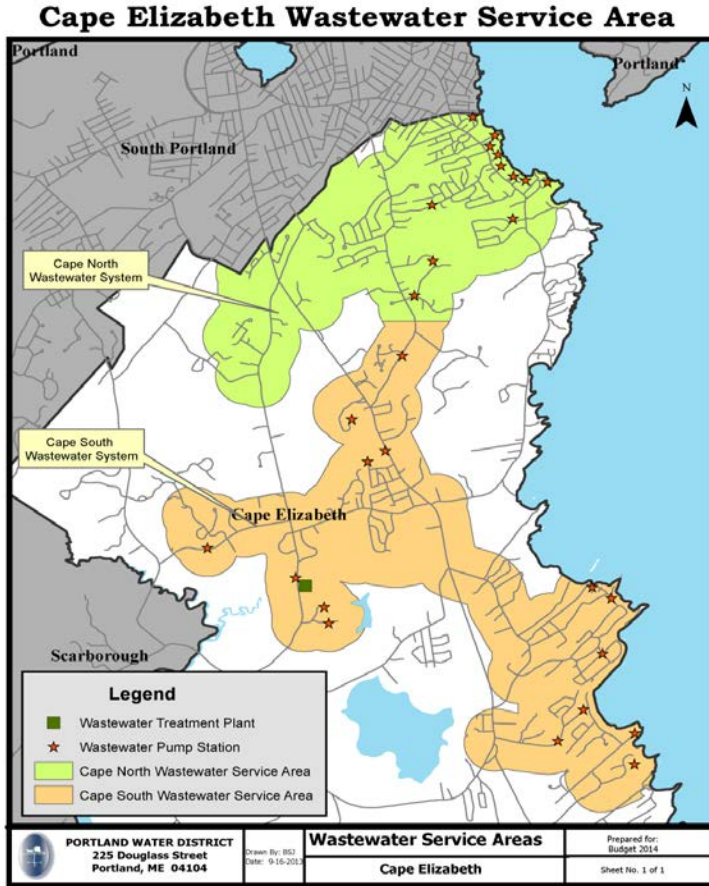 Cape Elizabeth Wastewater Service Area
Portland
Portland
N
South Portland
Cape North
Wastewater System
Cape South
Wastewater System
Cape Elizabeth
Scarborough
Legend
Wastewater Treatment Plant
Wastewater Pump Station
Cape North Wastewater Service Area
Cape South Wastewater Service Area
PORTLAND WATER DISTRICT
225 Douglass Street
Portland, ME 04104
Drawn By: BSJ
Date: 9-16-2013
Wastewater Service Areas
Cape Elizabeth
Prepared for:
Budget 2014
Sheet No. 1 of 1